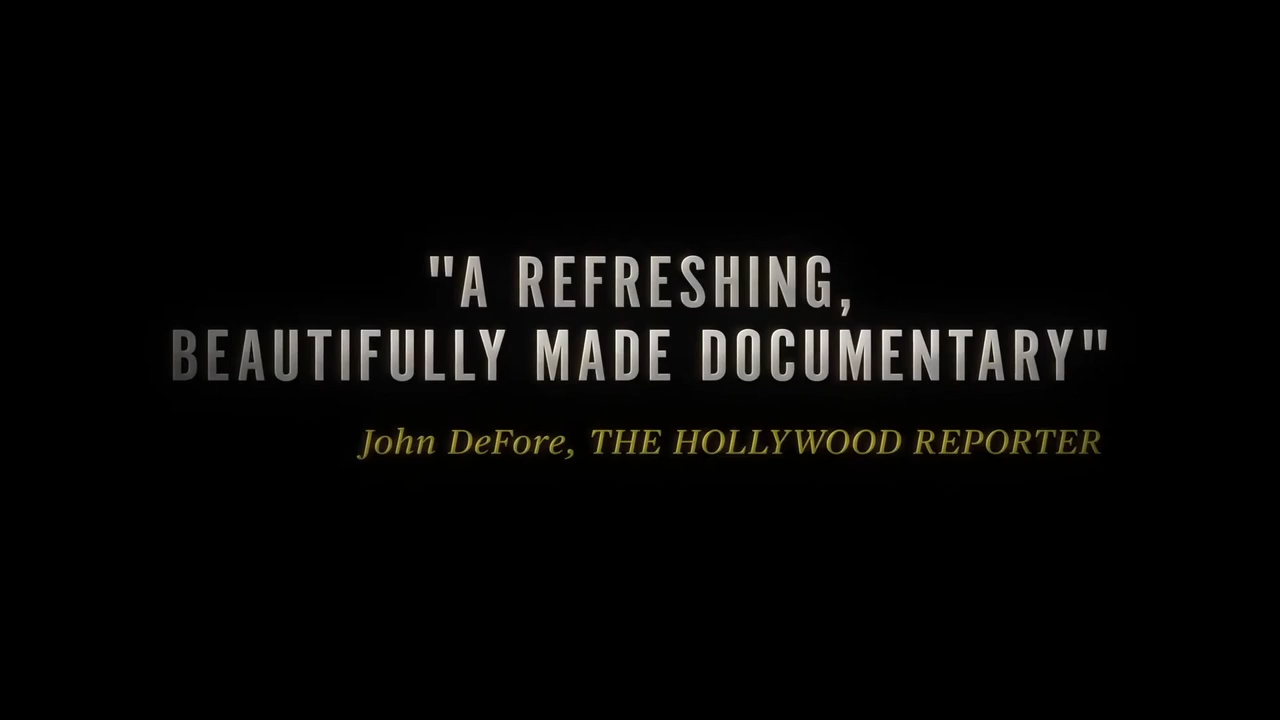 "A REFRESHING,
BEAUTIFULLY MADE DOCUMENTARY"
John DeFore, THE HOLLYWOOD REPORTER